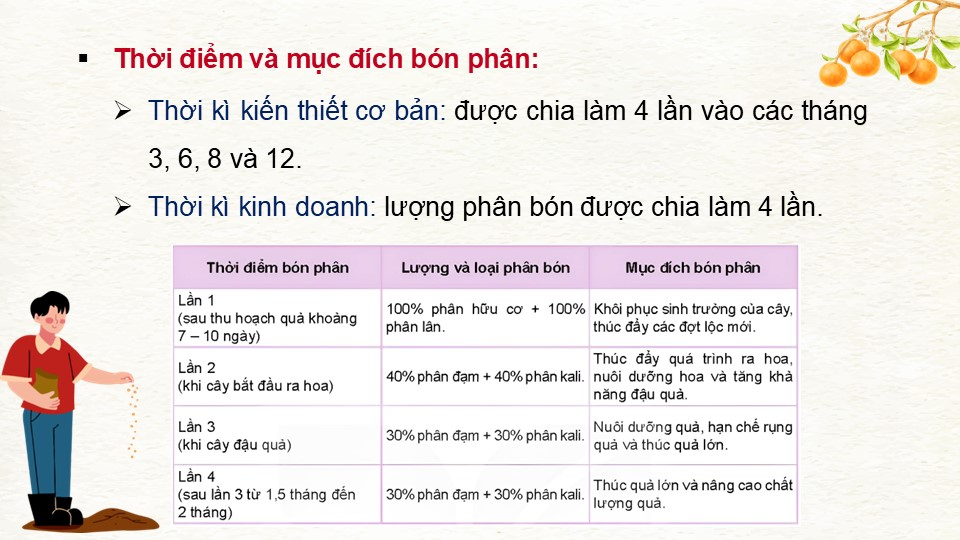 Thời điểm và mục đích bón phân:
Thời kì kiến thiết cơ bản: được chia làm 4 lần vào các tháng
3, 6, 8 và 12.
Thời kì kinh doanh: lượng phân bón được chia làm 4 lần.
Thời điểm bón phân
Lượng và loại phân bón
Mục đích bón phân
Lần 1
(sau thu hoạch quả khoảng
7 – 10 ngày)
100% phân hữu cơ + 100%
phân lân.
Khôi phục sinh trưởng của cây,
thúc đẩy các đợt lộc mới.
Lần 2
(khi cây bắt đầu ra hoa)
40% phân đạm + 40% phân kali.
Thúc đẩy quá trình ra hoa,
nuôi dưỡng hoa và tăng khả
năng đậu quả.
Lần 3
(khi cây đậu quả)
30% phân đạm + 30% phân kali.
Nuôi dưỡng quả, hạn chế rụng
quả và thúc quả lớn.
Lần 4
(sau lần 3 từ 1,5 tháng đến
2 tháng)
30% phân đạm + 30% phân kali.
Thúc quả lớn và nâng cao chất
lượng quả.